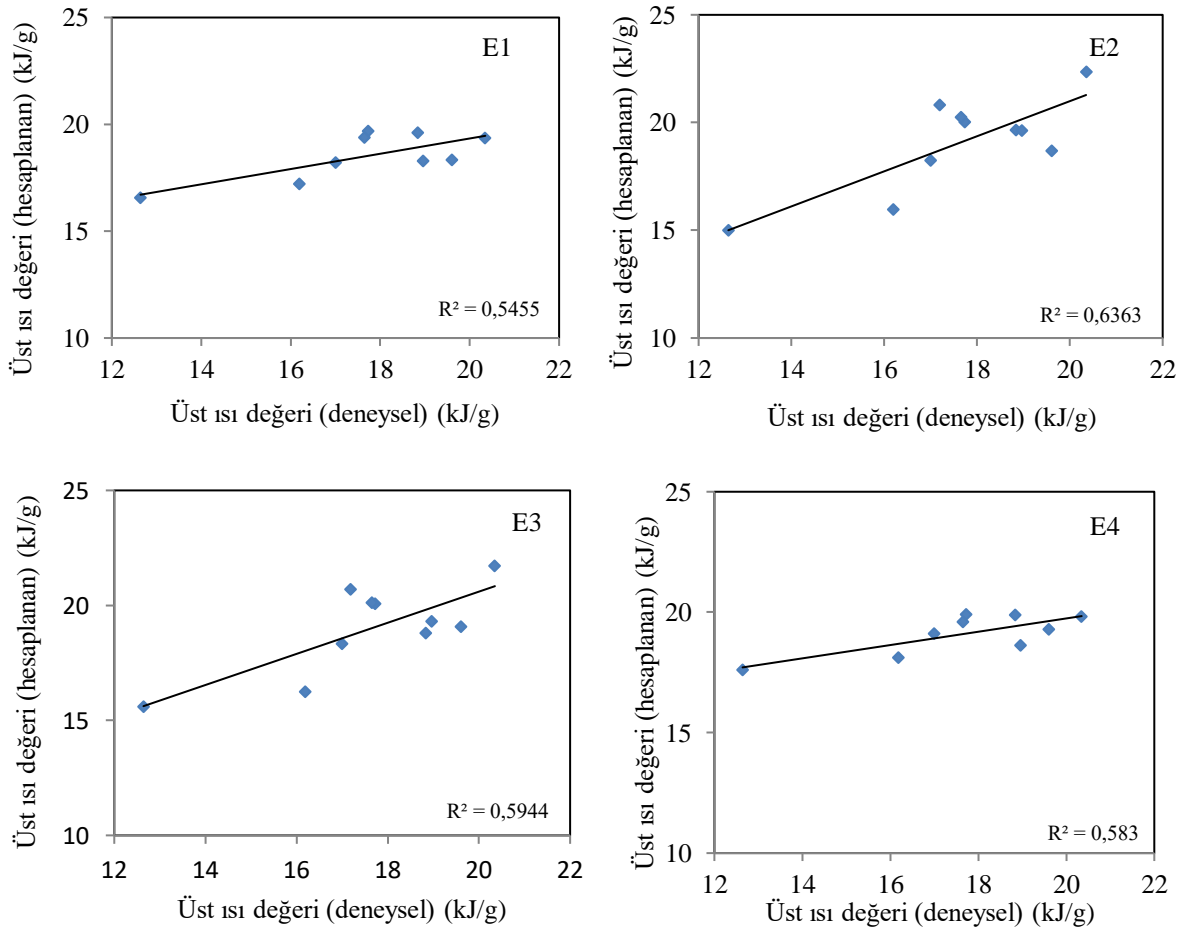 Üst ısı değeri (hesaplanan) (kJ/g)
25
20
15
10
E1
R² = 0,5455
12 14 16 18 20 22
Üst ısı değeri (deneysel) (kJ/g)
Üst ısı değeri (hesaplanan) (kJ/g)
25
20
15
10
E2
R² = 0,6363
12 14 16 18 20 22
Üst ısı değeri (deneysel) (kJ/g)
Üst ısı değeri (hesaplanan) (kJ/g)
25
20
15
10
E3
R² = 0,5944
12 14 16 18 20 22
Üst ısı değeri (deneysel) (kJ/g)
Üst ısı değeri (hesaplanan) (kJ/g)
25
20
15
10
E4
R² = 0,583
12 14 16 18 20 22
Üst ısı değeri (deneysel) (kJ/g)